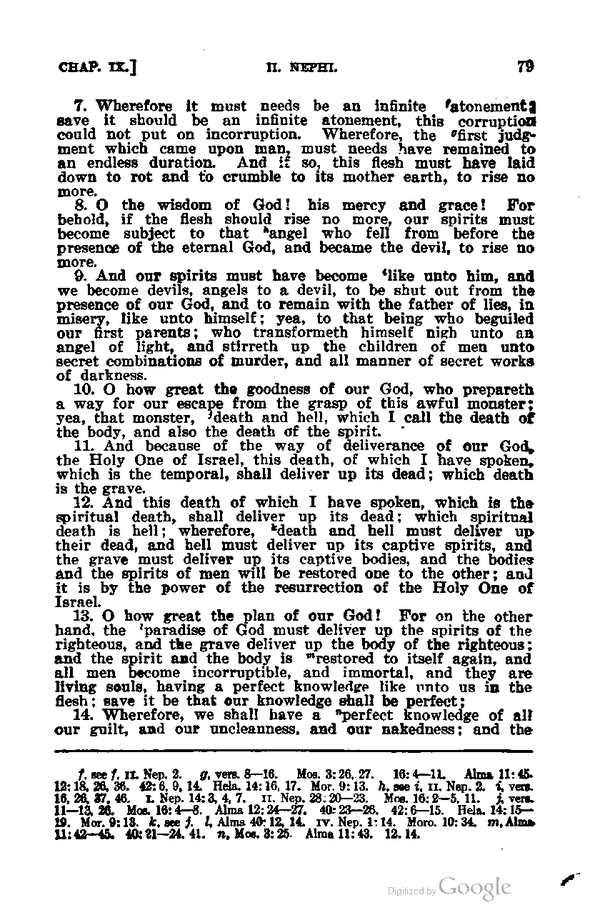 CHAP. IX.] II. NEPHI. 79
7. Wherefore it must needs be an infinite fatonement;
save it should be an infinite atonement, this corruption
could not put on incorruption. Wherefore, the gfirst judg-
ment which came upon man, must needs have remained to
an endless duration. And if so, this flesh must have laid
down to rot and to crumble to its mother earth, to rise no
more.
8. O the wisdom of God! his mercy and grace! For
behold, if the flesh should rise no more, our spirits must
become subject to that hangel who fell from before the
presence of the eternal God, and became the devil, to rise no
more.
9. And our spirits must have become ilike unto him, and
we become devils, angels to a devil, to be shut out from the
presence of our God, and to remain with the father of lies, in
misery, like unto himself; yea, to that being who beguiled
our first parents; who transformeth himself nigh unto an
angel of light, and stirreth up the children of men unto
secret combinations of murder, and all manner of secret works
of darkness.
10. O how great the goodness of our God, who prepareth
a way for our escape from the grasp of this awful monster;
yea, that monster, jdeath and hell, which I call the death of
the body, and also the death of the spirit.
11. And because of the way of deliverance of our God,
the Holy One of Israel, this death, of which I have spoken,
which is the temporal, shall deliver up its dead; which death
is the grave.
12. And this death of which I have spoken, which is the
spiritual death, shall deliver up its dead; which spiritual
death is hell; wherefore, kdeath and hell must deliver up
their dead, and hell must deliver up its captive spirits, and
the grave must deliver up its captive bodies, and the bodies
and the spirits of men will be restored one to the other; and
it is by the power of the resurrection of the Holy One of
Israel.
13. O how great the plan of our God! For on the other
hand, the lparadise of God must deliver up the spirits of the
righteous, and the grave deliver up the body of the righteous;
and the spirit and the body is mrestored to itself again, and
all men become incorruptible, and immortal, and they are
living souls, having a perfect knowledge like unto us in the
flesh; save it be that our knowledge shall be perfect;
14. Wherefore, we shall have a nperfect knowledge of all
our guilt, and our uncleanness, and our nakedness; and the
f, see f, II. Nep. 2. g, vers. 8—16. Mos. 3:26, 27. 16:4—11. Alma 11:45.
12:18, 26, 36. 42:6, 9, 14. Hela. 14:16, 17. Mor. 9:13. h, see i, II. Nep. 2. i, vers.
16, 26, 37, 46. I. Nep. 14:3, 4, 7. II. Nep. 28:20—23. Mos. 16:2—5, 11. j, vers.
11—13, 26. Mos. 16:4—8. Alma 12:24—27. 40:23—26. 42:6—15. Hela. 14:15—
19. Mor. 9:13. k, see j. l, Alma 40:12, 14. IV. Nep. 1:14. Moro. 10:34. m, Alma
11:42—45. 40:21—24. 41. n, Mos. 3:25. Alma 11:43. 12.14.
Digitized by Google